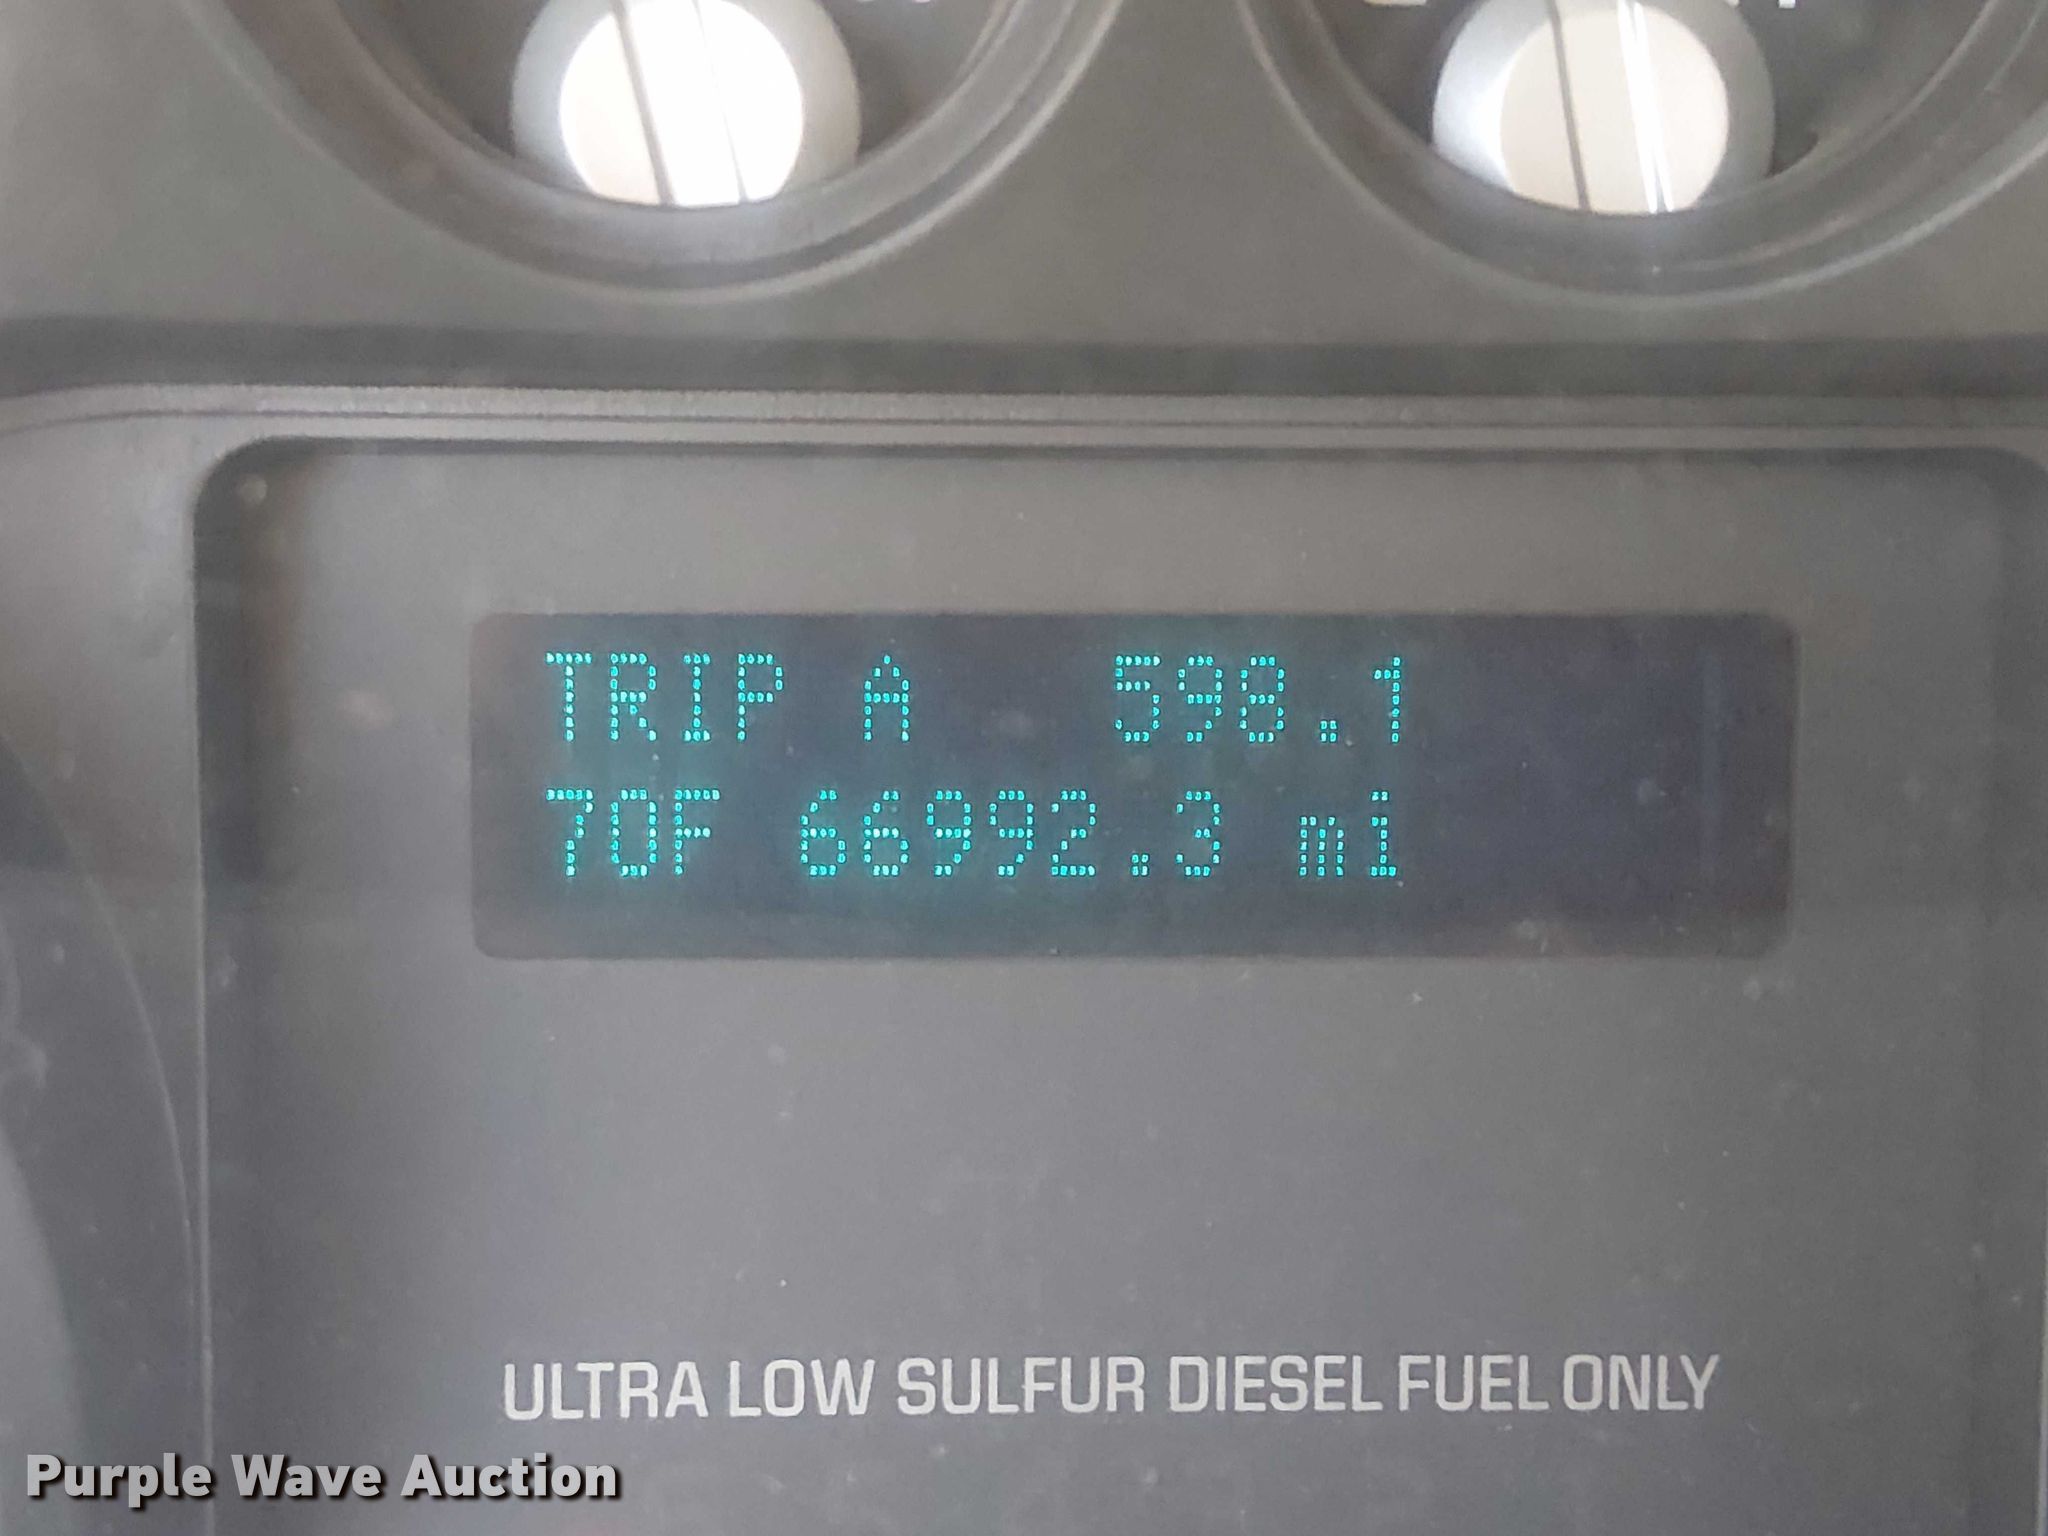 TRIP A 598.1
70F 66992.3 mi
ULTRA LOW SULFUR DIESEL FUEL ONLY
Purple Wave Auction